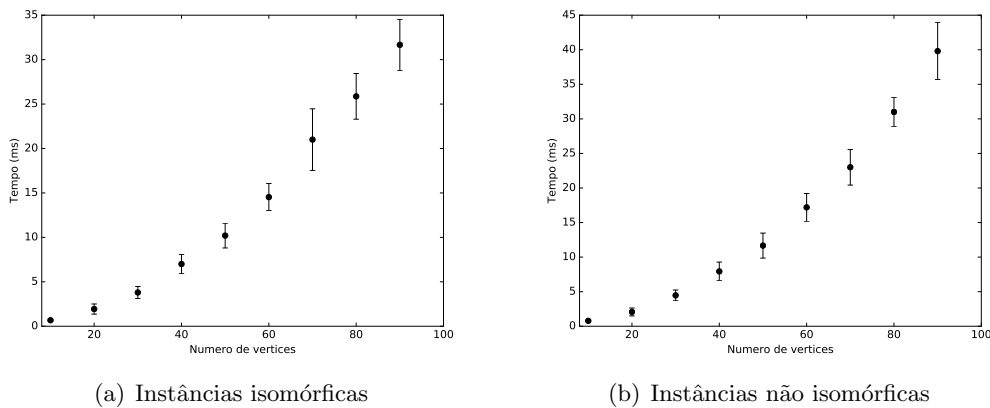 35
30
25
20
15
10
5
0
Tempo (ms)
20 40 60 80 100
Numero de vertices
(a) Instâncias isomórficas
45
40
35
30
25
20
15
10
5
0
Tempo (ms)
20 40 60 80 100
Numero de vertices
(b) Instâncias não isomórficas